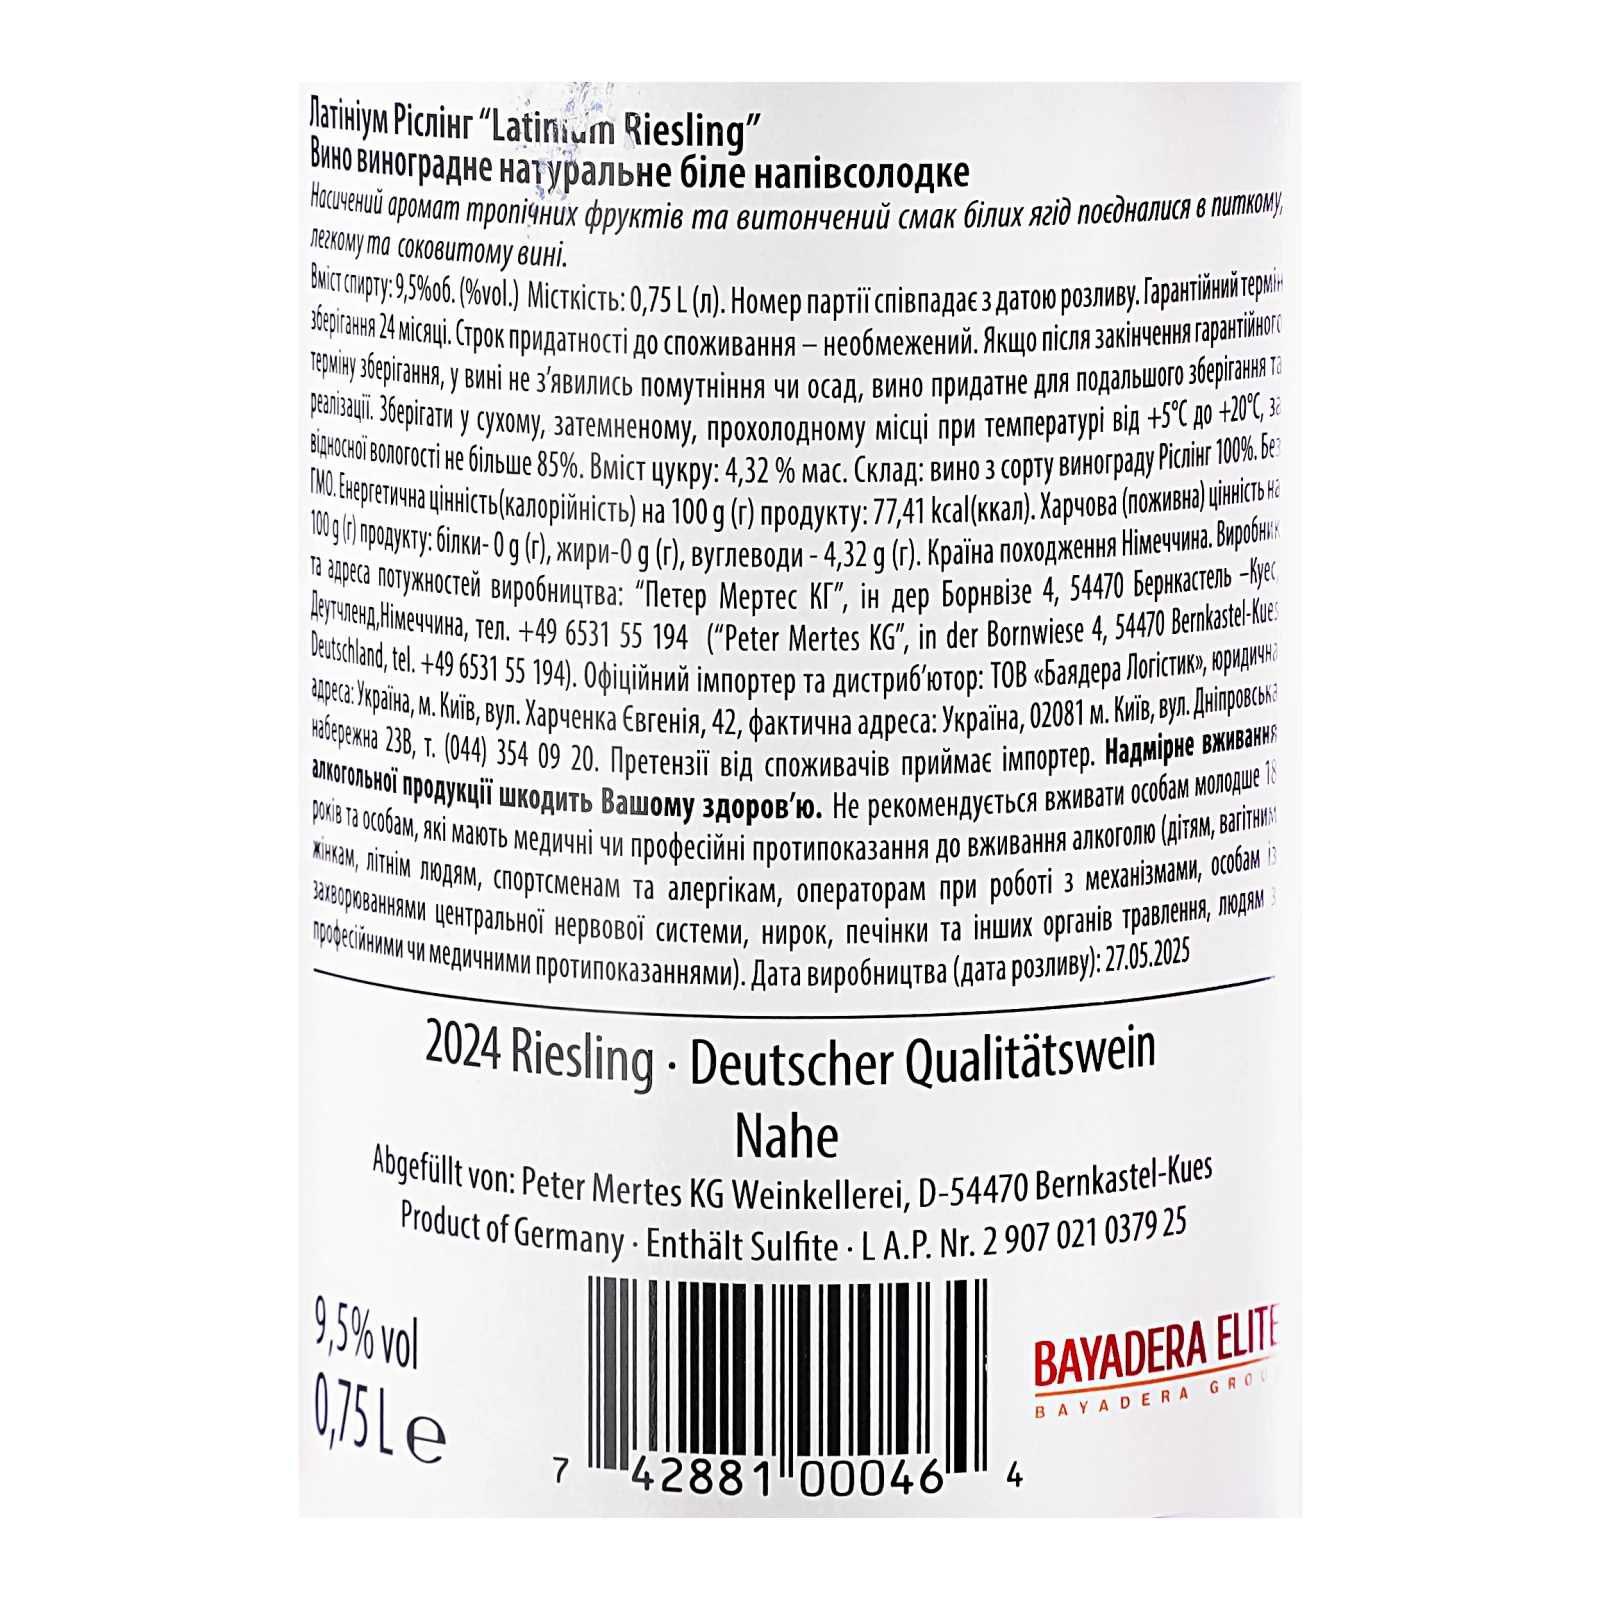 Латініум Ріслінг “Latinium Riesling”
Вино виноградне натуральне біле напівсолодке
Насичений аромат тропічних фруктів та витончений смак білих ягід поєдналися в питкому,
легкому та соковитому вині.
Вміст спирту: 9,5%об. (%vol.) Місткість: 0,75 L (л). Номер партії співпадає з датою розливу. Гарантійний термін
зберігання 24 місяці. Строк придатності до споживання – необмежений. Якщо після закінчення гарантійного
терміну зберігання, у вині не з’явились помутніння чи осад, вино придатне для подальшого зберігання та
реалізації. Зберігати у сухому, затемненому, прохолодному місці при температурі від +5°C до +20°C, за
відносної вологості не більше 85%. Вміст цукру: 4,32 % мас. Склад: вино з сорту винограду Ріслінг 100%. Без
ГМО. Енергетична цінність(калорійність) на 100 g (г) продукту: 77,41 kcal(ккал). Харчова (поживна) цінність на
100 g (г) продукту: білки- 0 g (г), жири-0 g (г), вуглеводи - 4,32 g (г). Країна походження Німеччина. Виробник
та адреса потужностей виробництва: “Петер Мертес КГ”, ін дер Борнвізе 4, 54470 Бернкастель –Куес,
Деутчленд,Німеччина, тел. +49 6531 55 194 (“Peter Mertes KG”, in der Bornwiese 4, 54470 Bernkastel-Kues
Deutschland, tel. +49 6531 55 194). Офіційний імпортер та дистриб’ютор: ТОВ «Баядера Логістик», юридична
адреса: Україна, м. Київ, вул. Харченка Євгенія, 42, фактична адреса: Україна, 02081 м. Київ, вул. Дніпровська
набережна 23В, т. (044) 354 09 20. Претензії від споживачів приймає імпортер. Надмірне вживання
алкогольної продукції шкодить Вашому здоров’ю. Не рекомендується вживати особам молодше 18
років та особам, які мають медичні чи професійні протипоказання до вживання алкоголю (дітям, вагітним
жінкам, літнім людям, спортсменам та алергікам, операторам при роботі з механізмами, особам із
захворюваннями центральної нервової системи, нирок, печінки та інших органів травлення, людям з
професійними чи медичними протипоказаннями). Дата виробництва (дата розливу): 27.05.2025
2024 Riesling · Deutscher Qualitätswein
Nahe
Abgefüllt von: Peter Mertes KG Weinkellerei, D-54470 Bernkastel-Kues
Product of Germany · Enthält Sulfite · L A.P. Nr. 2 907 021 0379 25
9,5% vol
0,75 L ℮
7 42881 00046 4
BAYADERA ELITE
BAYADERA GROU